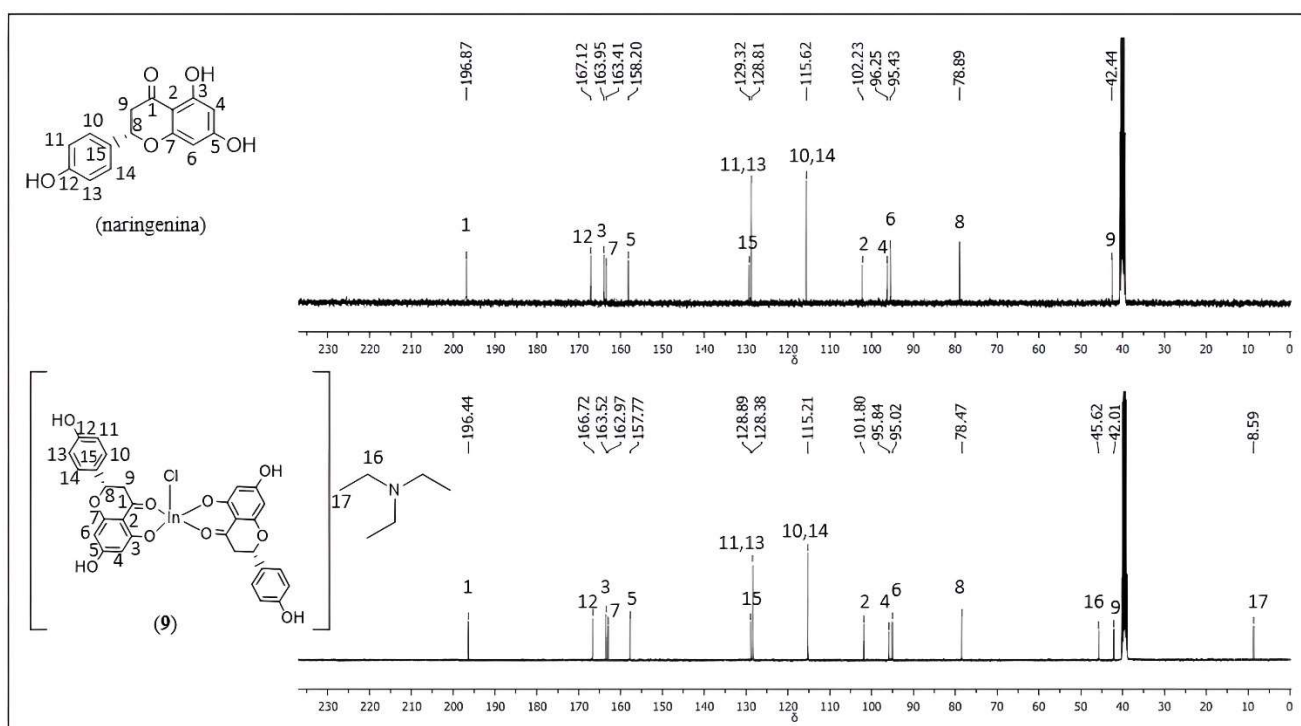 196.87
167.12
163.95
163.41
158.20
129.32
128.81
115.62
102.23
96.25
95.43
78.89
42.44
O OH
9 1 2 3 4
10 8
11 15 O 7 6 5 OH
HO 12 13 14
(naringenina)
1
12 3 7 5
11,13
15
10,14
2 4 6
8
9
230 220 210 200 190 180 170 160 150 140 130 120 110 100 90 80 70 60 50 40 30 20 10 0
δ
196.44
166.72
163.52
162.97
157.77
128.89
128.38
115.21
101.80
95.84
95.02
78.47
45.62
42.01
8.59
HO
12 11
13 15 10
14 9 Cl OH
8
O 1 O O
7 2 In
6 O O O
5 4 3
HO
OH
(9)
16
17 N
1
12 3 7 5
11,13
15
10,14
2 4 6
8
16 9
17
230 220 210 200 190 180 170 160 150 140 130 120 110 100 90 80 70 60 50 40 30 20 10 0
δ